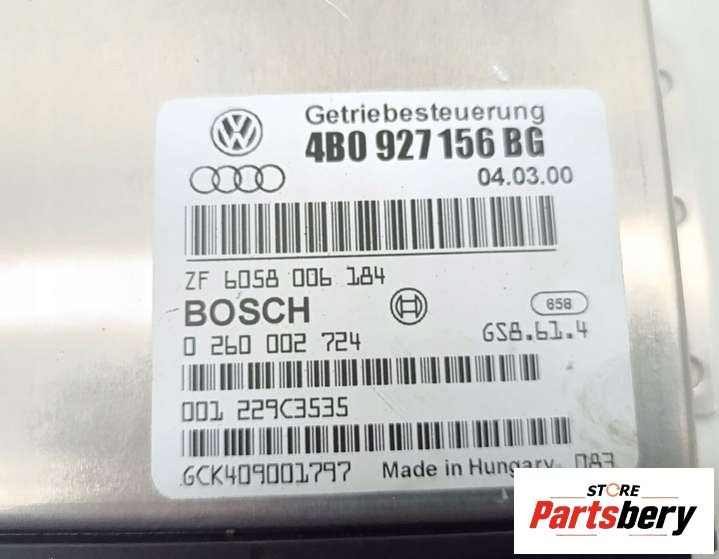 Getriebesteuerung
4B0 927 156 BG
04.03.00
ZF 6058 006 184
BOSCH
658
0 260 002 724
GS8.61.4
001 229C3535
GCK409001797
Made in Hungary
083
STORE
Partsbery